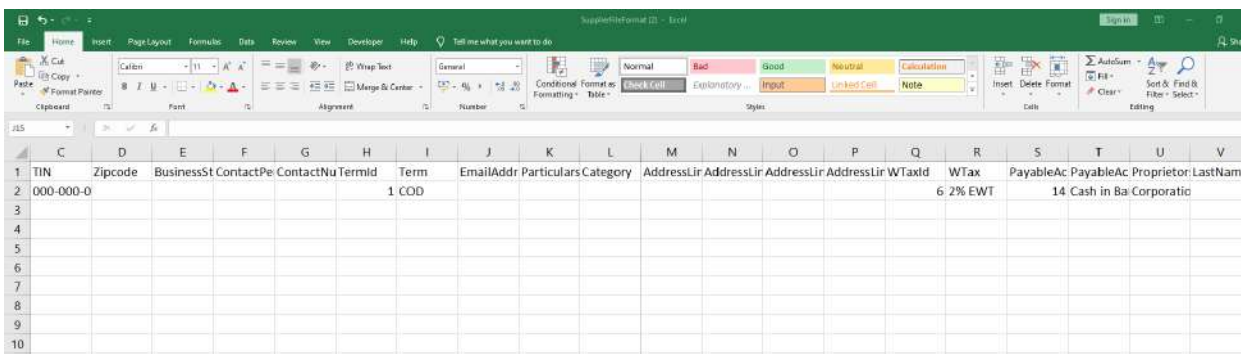 SupplierFileFormat (2) - Excel
Sign in
File Home Insert Page Layout Formulas Data Review View Developer Help Tell me what you want to do
Paste
Cut
Copy
Format Painter
Clipboard
Calibri 11
B I U
Font
Wrap Text
Merge & Center
Alignment
General
Number
Conditional Formatting
Format as Table
Normal Bad Good Neutral Calculation
Check Cell Explanatory ... Input Linked Cell Note
Styles
Insert Delete Format
Cells
AutoSum
Fill
Clear
Sort & Filter
Find & Select
Editing
J15 fx
C D E F G H I J K L M N O P Q R S T U V
1 TIN Zipcode BusinessSt ContactPe ContactNu TermId Term EmailAddr Particulars Category AddressLin AddressLin AddressLin AddressLin WTaxId WTax PayableAc PayableAc Proprietor LastNam
2 000-000-0 1 COD 6 2% EWT 14 Cash in Ba Corporatio
3
4
5
6
7
8
9
10